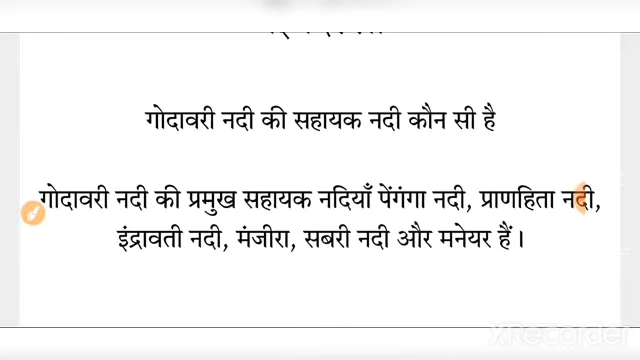 गोदावरी नदी की सहायक नदी कौन सी है
गोदावरी नदी की प्रमुख सहायक नदियाँ पेंगंगा नदी, प्राणहिता नदी,
इंद्रावती नदी, मंजीरा, सबरी नदी और मनेयर हैं।
XRecorder